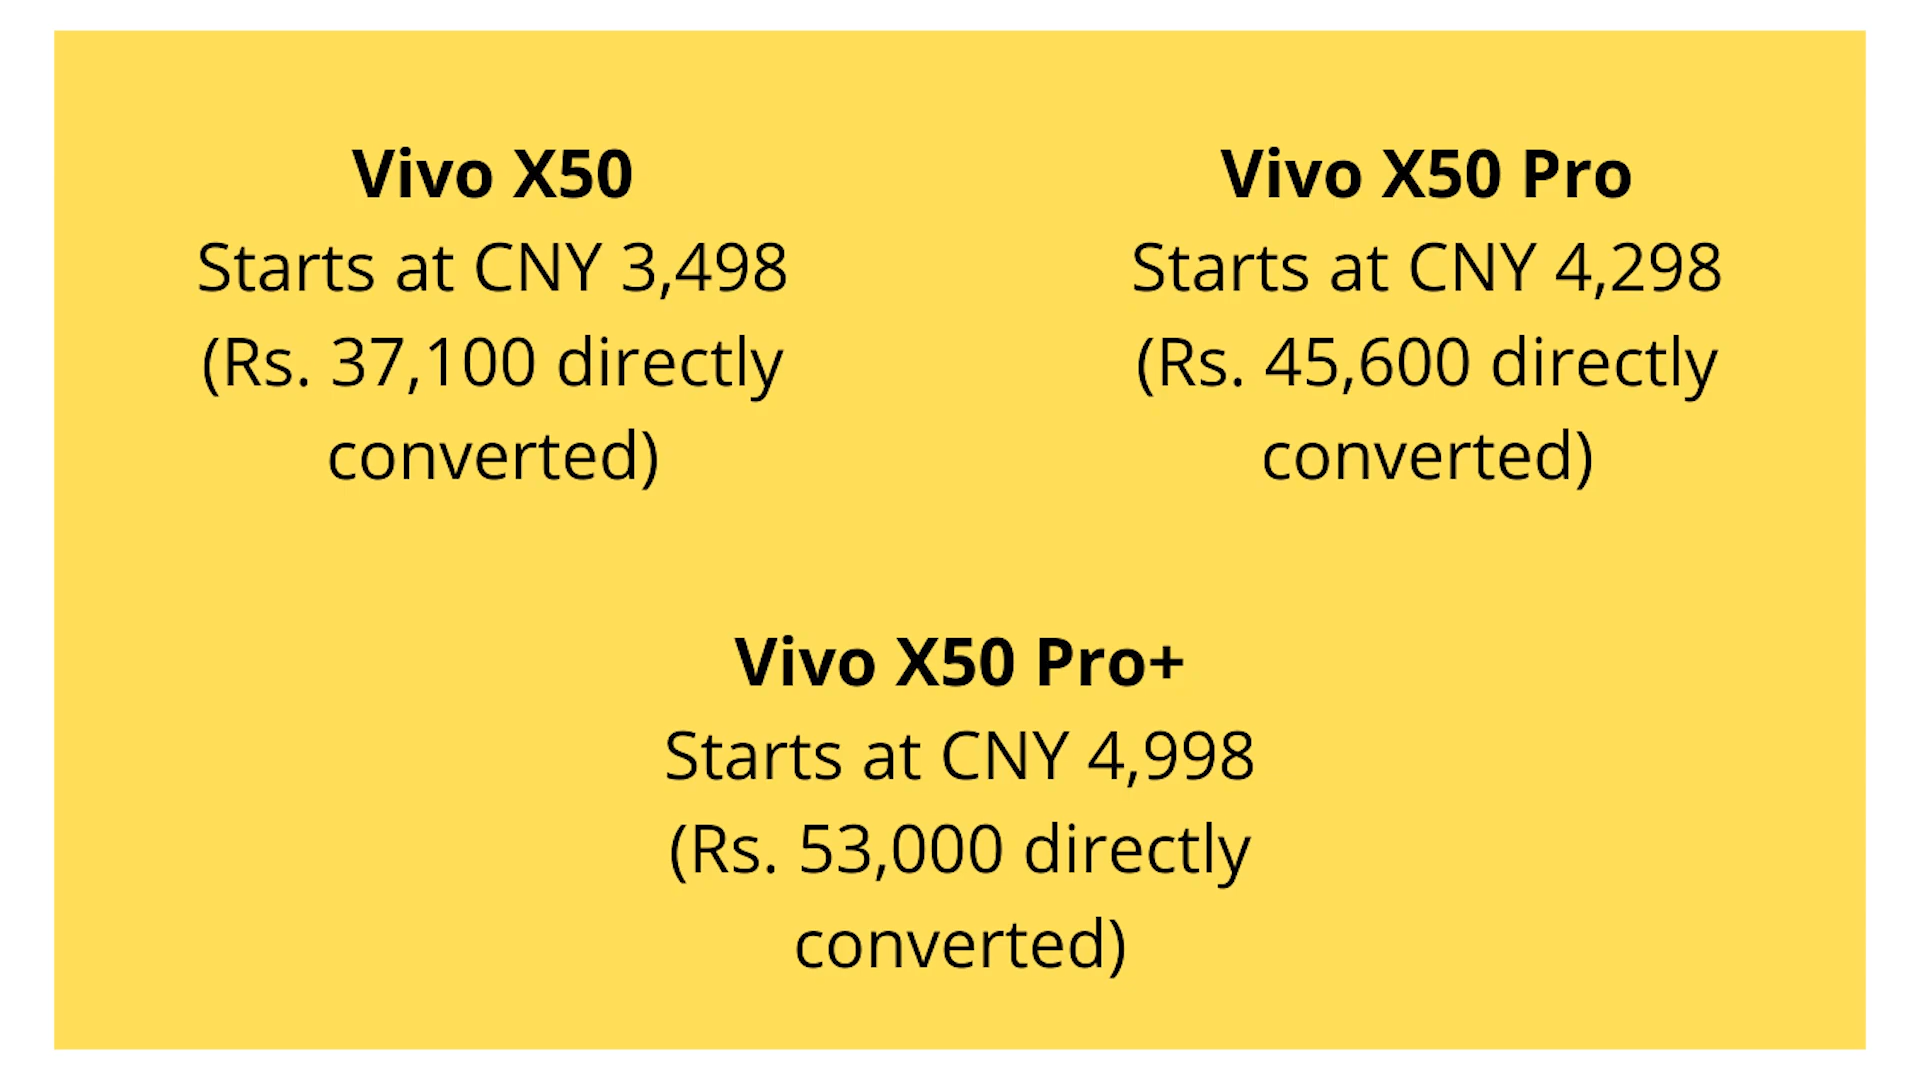 Vivo X50
Starts at CNY 3,498
(Rs. 37,100 directly
converted)
Vivo X50 Pro
Starts at CNY 4,298
(Rs. 45,600 directly
converted)
Vivo X50 Pro+
Starts at CNY 4,998
(Rs. 53,000 directly
converted)